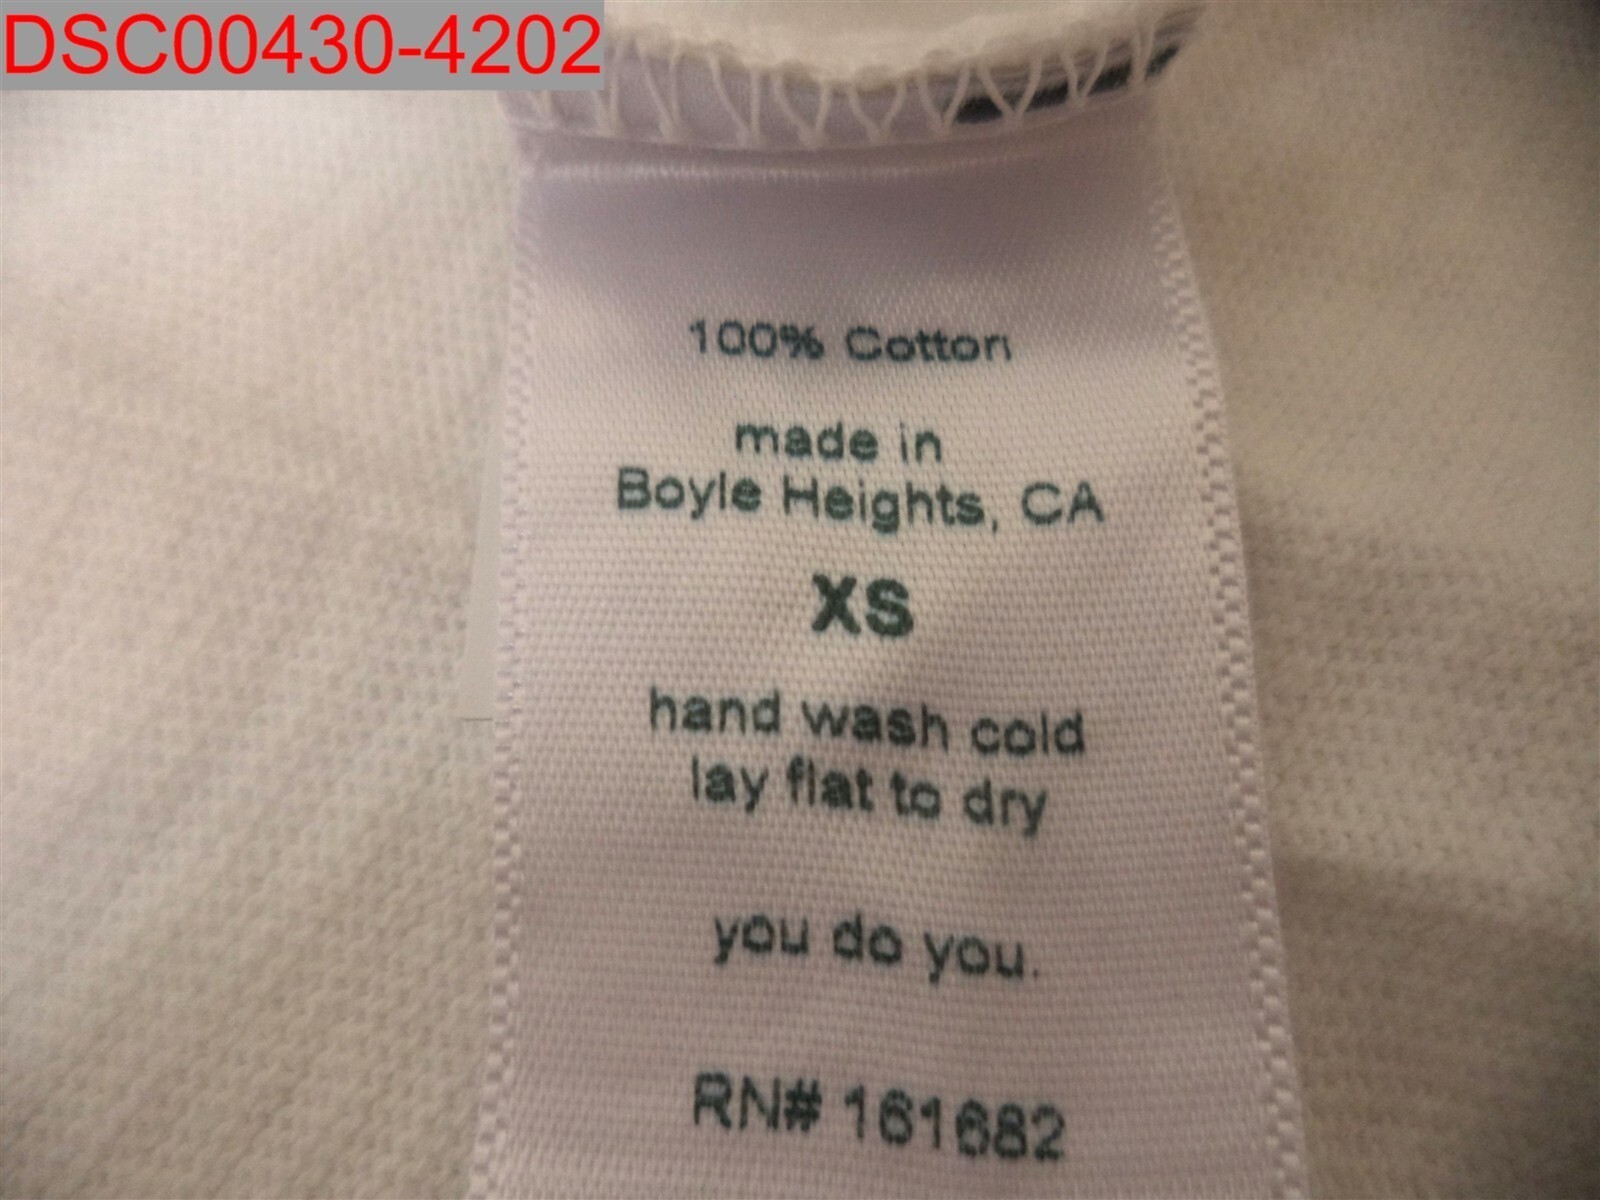 DSC00430-4202
100% Cotton
made in
Boyle Heights, CA
XS
hand wash cold
lay flat to dry
you do you.
RN# 161682